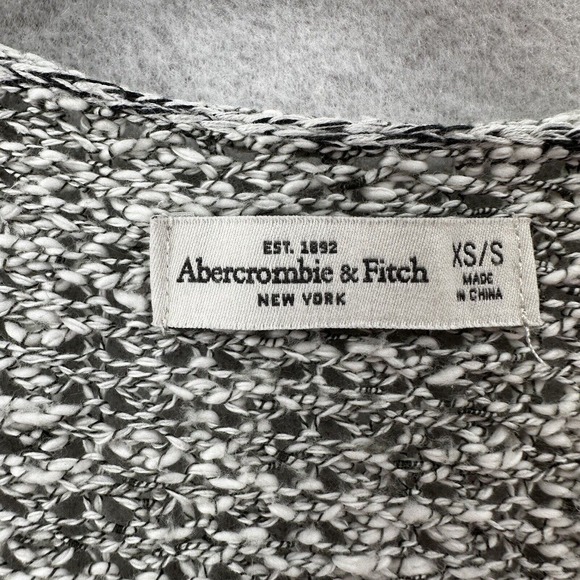 EST. 1892
Abercrombie & Fitch
NEW YORK
XS/S
MADE
IN CHINA